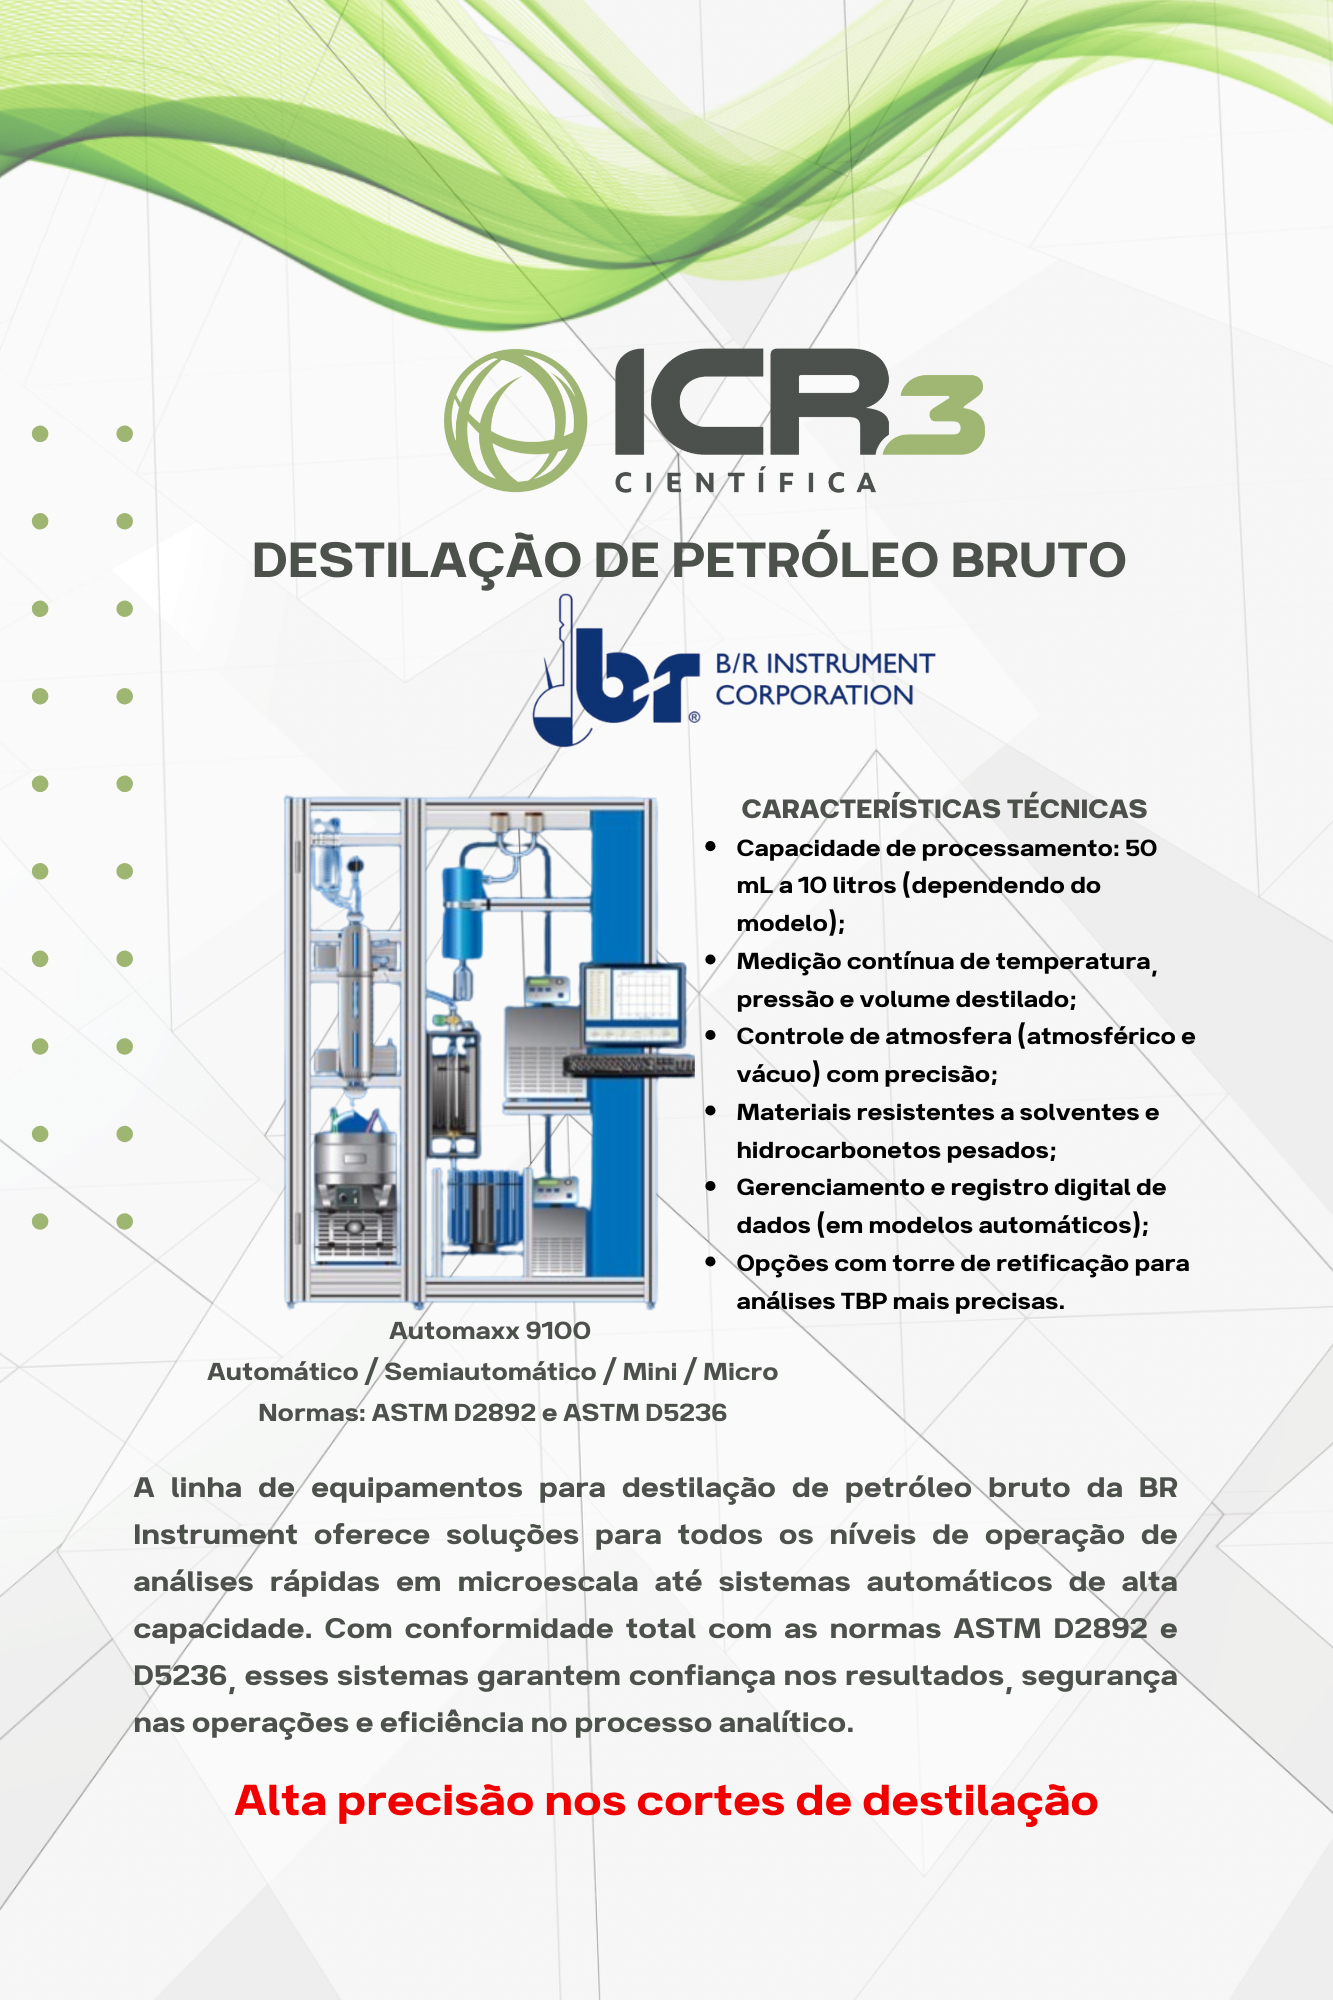 ICR3
CIENTÍFICA
DESTILAÇÃO DE PETRÓLEO BRUTO
br®
B/R INSTRUMENT
CORPORATION
CARACTERÍSTICAS TÉCNICAS
• Capacidade de processamento: 50
mL a 10 litros (dependendo do
modelo);
• Medição contínua de temperatura,
pressão e volume destilado;
• Controle de atmosfera (atmosférico e
vácuo) com precisão;
• Materiais resistentes a solventes e
hidrocarbonetos pesados;
• Gerenciamento e registro digital de
dados (em modelos automáticos);
• Opções com torre de retificação para
análises TBP mais precisas.
Automaxx 9100
Automático / Semiautomático / Mini / Micro
Normas: ASTM D2892 e ASTM D5236
A linha de equipamentos para destilação de petróleo bruto da BR
Instrument oferece soluções para todos os níveis de operação de
análises rápidas em microescala até sistemas automáticos de alta
capacidade. Com conformidade total com as normas ASTM D2892 e
D5236, esses sistemas garantem confiança nos resultados, segurança
nas operações e eficiência no processo analítico.
Alta precisão nos cortes de destilação